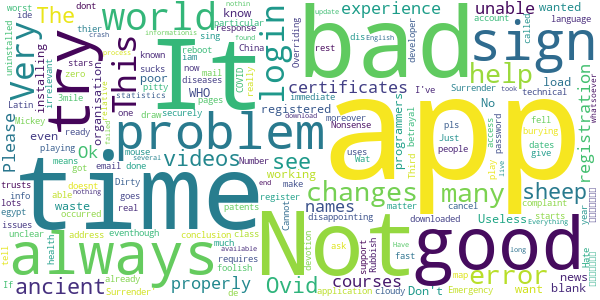 The world try It bad sign
Very This login experience unable wanted
know particular language
worst dont ide response sing China account called English
uninstalled thier iam now dis developer update crash
stars zero reboot mail diseases Overriding
installing irrelevant organisation poor COVID rest
Latin 3mile sucks pitty pages really help load
Mickey known WHO statistics securely immediate technical
certificates Surrender took
draw problem app I've whatsoever
Please even one registered moreover Nonsense No
playing ready email mouse programmers access password pls burying
Ok means videos see betrayal Third Just people fell
trusts able Dirty uses Wat play live dates give
info got nothing goes Number working
lots real patents Cannot register end make
egypt waste time Not changes many sheep registration
issues occurred doesnt names matter cancel complaint year
eventhough disappointing downloaded starts
always address conclusion class good Useless
health much devotion ask Rubbish support error news
tell If already requires foolish Ovid courses Have map want blank
ancient Surrender properly de available application cloudy fast Don't Emergency long Everything Hate